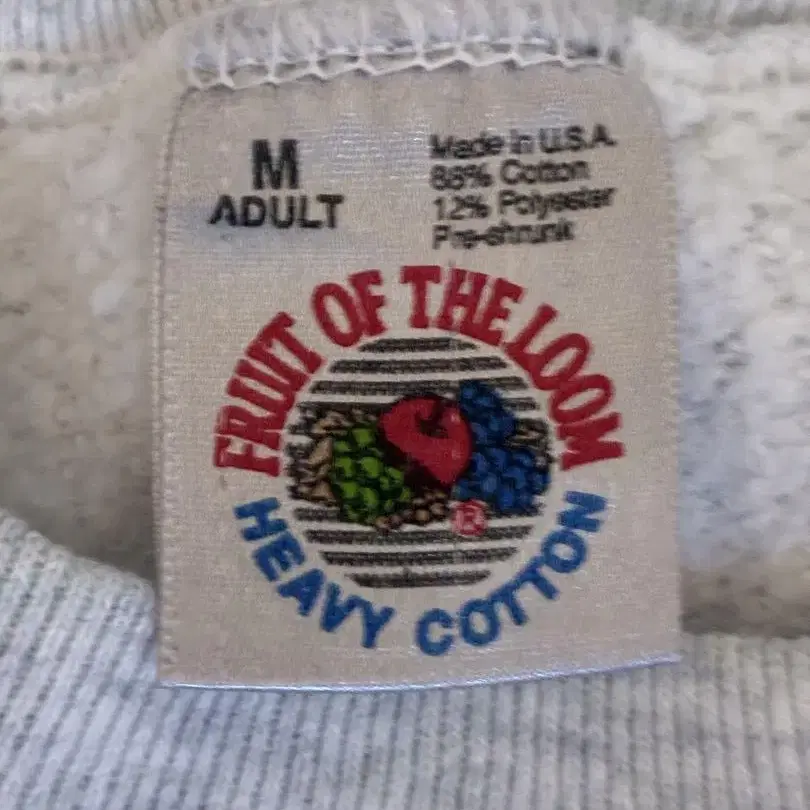 M
ADULT
Made in U.S.A.
88% Cotton
12% Polyester
Pre-shrunk
FRUIT OF THE LOOM
®
HEAVY COTTON